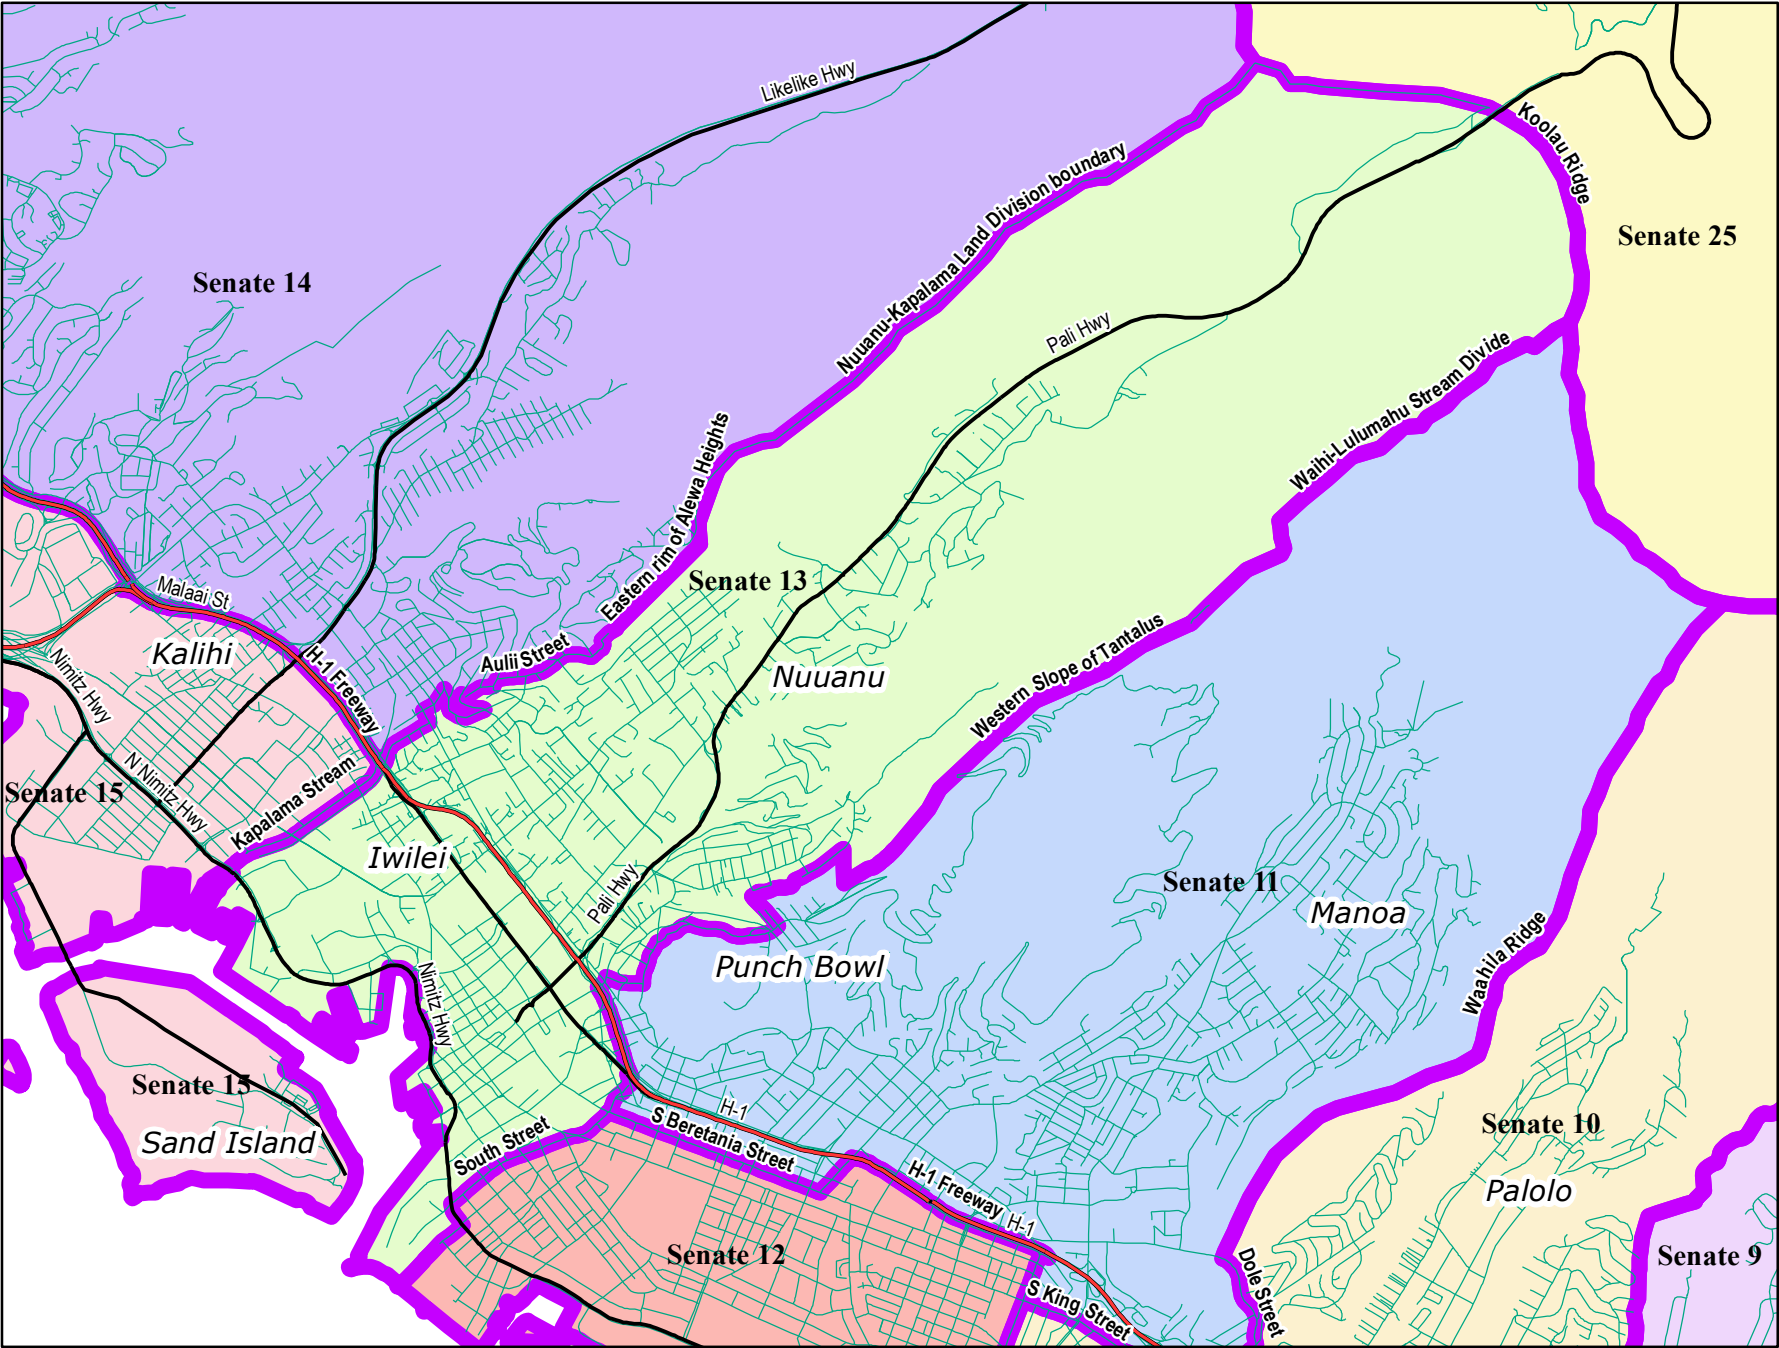 Likelike Hwy
Koolau Ridge
Nuuanu-Kapalama Land Division boundary
Senate 25
Senate 14
Pali Hwy
Waihi-Lulumahu Stream Divide
Eastern rim of Alewa Heights
Senate 13
Malaai St
Kalihi
H-1 Freeway
Aulii Street
Nuuanu
Western Slope of Tantalus
Nimitz Hwy
N Nimitz Hwy
Senate 15
Kapalama Stream
Iwilei
Pali Hwy
Senate 11
Manoa
Punch Bowl
Waahila Ridge
Nimitz Hwy
Senate 15
Sand Island
South Street
H-1
S Beretania Street
H-1 Freeway
H-1
Senate 10
Palolo
Senate 12
Senate 9
S King Street
Dole Street